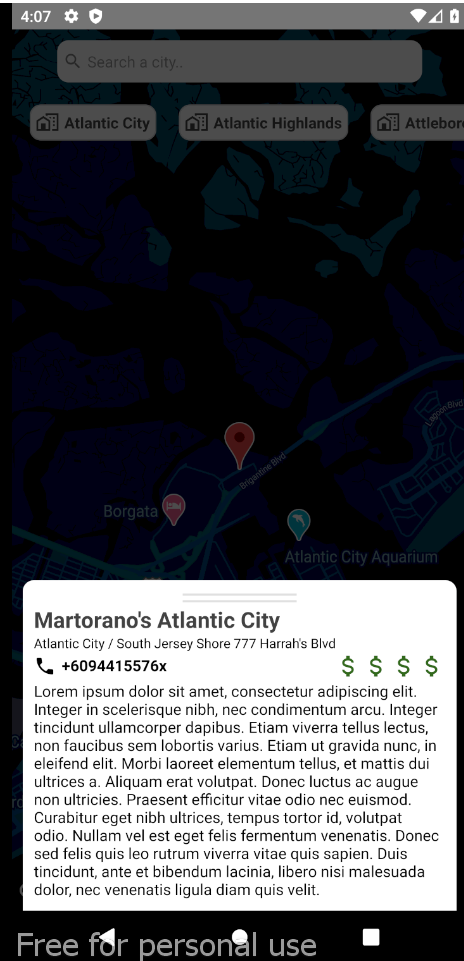 4:07
Search a city..
Atlantic City
Atlantic Highlands
Attlebor
LagoonBlvd
Brigantine Blvd
Borgata
Atlantic City Aquarium
Martorano's Atlantic City
Atlantic City / South Jersey Shore 777 Harrah's Blvd
+6094415576x
$ $ $ $
Lorem ipsum dolor sit amet, consectetur adipiscing elit.
Integer in scelerisque nibh, nec condimentum arcu. Integer
tincidunt ullamcorper dapibus. Etiam viverra tellus lectus,
non faucibus sem lobortis varius. Etiam ut gravida nunc, in
eleifend elit. Morbi laoreet elementum tellus, et mattis dui
ultrices a. Aliquam erat volutpat. Donec luctus ac augue
non ultricies. Praesent efficitur vitae odio nec euismod.
Curabitur eget nibh ultrices, tempus tortor id, volutpat
odio. Nullam vel est eget felis fermentum venenatis. Donec
sed felis quis leo rutrum viverra vitae quis sapien. Duis
tincidunt, ante et bibendum lacinia, libero nisi malesuada
dolor, nec venenatis ligula diam quis velit.
Free for personal use